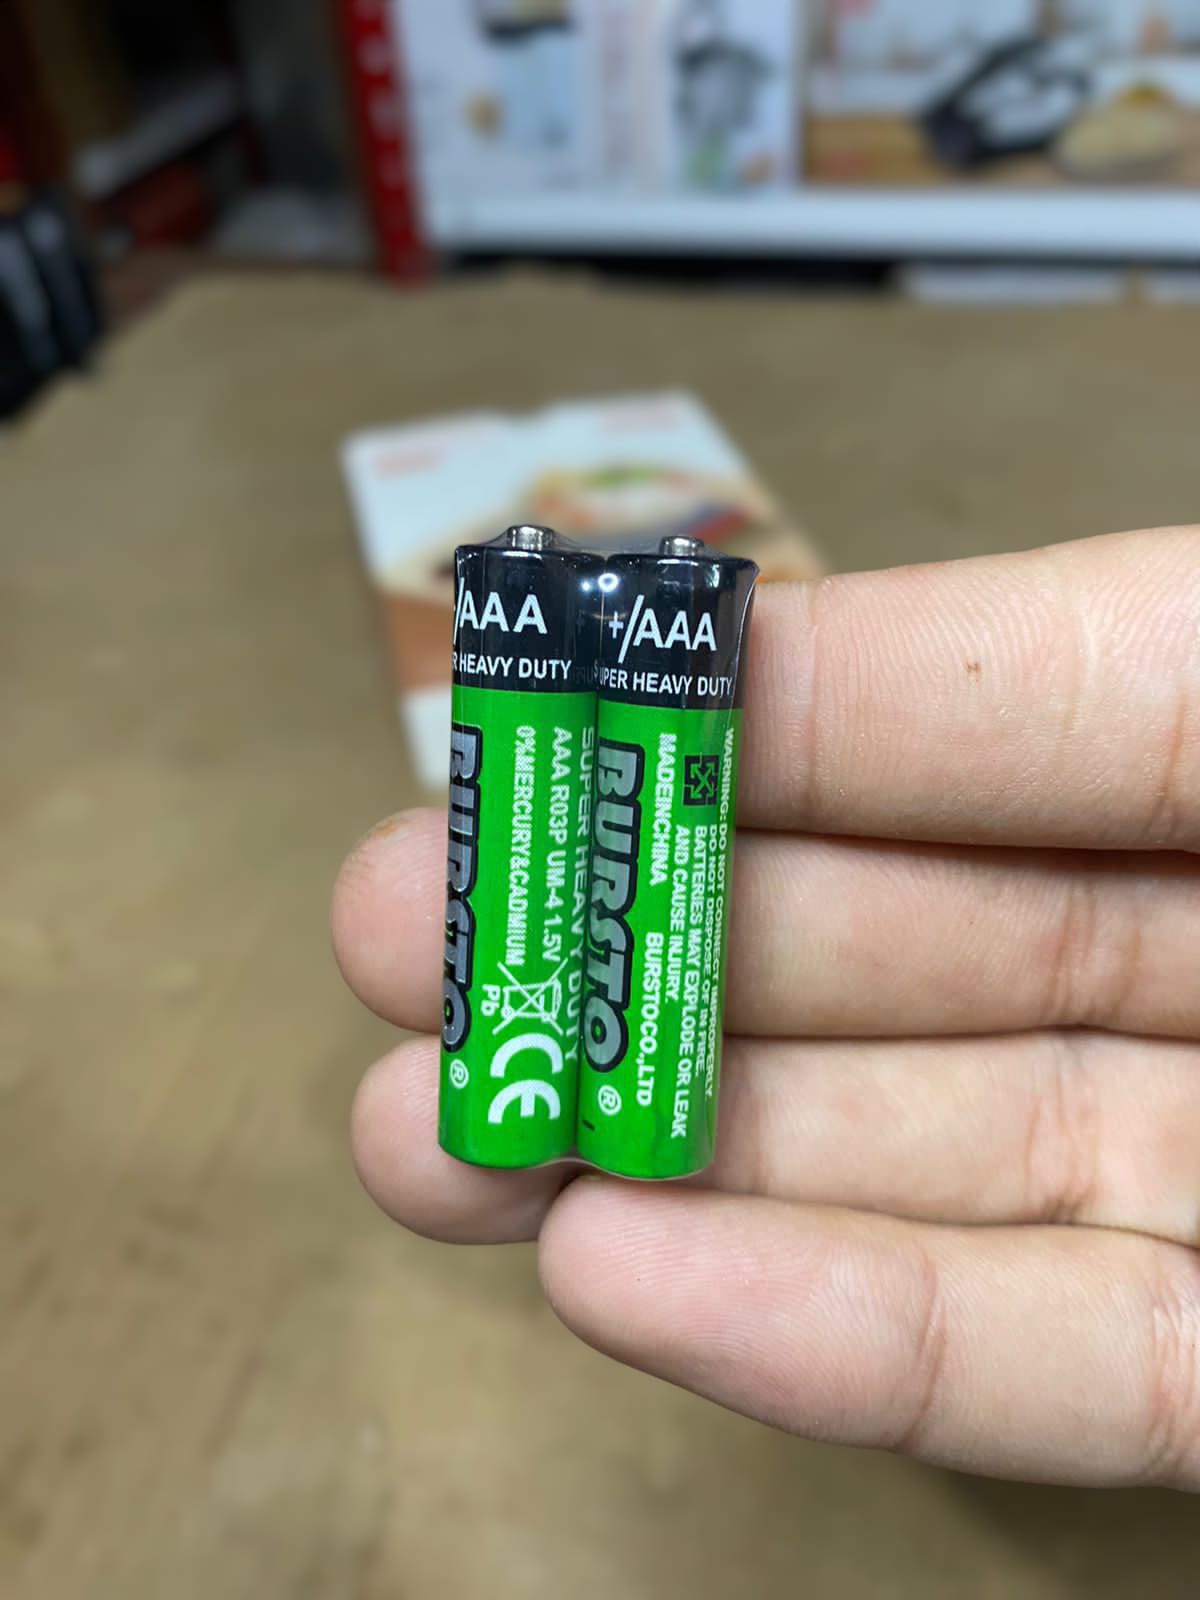 /AAA
R HEAVY DUTY
BURSTO®
0%MERCURY&CADMIUM
AAA R03P UM-4 1.5V
SUPER HEAVY DUTY
Pb
CE
+/AAA
UPER HEAVY DUTY
BURSTO®
MADEINCHINA BURSTOCO.,LTD
WARNING: DO NOT CONNECT IMPROPERLY.
DO NOT DISPOSE OF IN FIRE.
BATTERIES MAY EXPLODE OR LEAK
AND CAUSE INJURY.